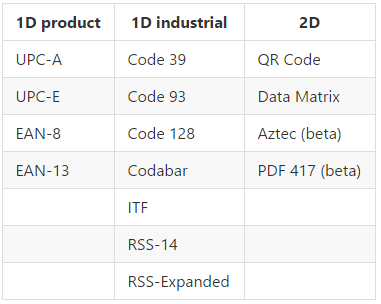 1D product 1D industrial 2D
UPC-A Code 39 QR Code
UPC-E Code 93 Data Matrix
EAN-8 Code 128 Aztec (beta)
EAN-13 Codabar PDF 417 (beta)
ITF
RSS-14
RSS-Expanded